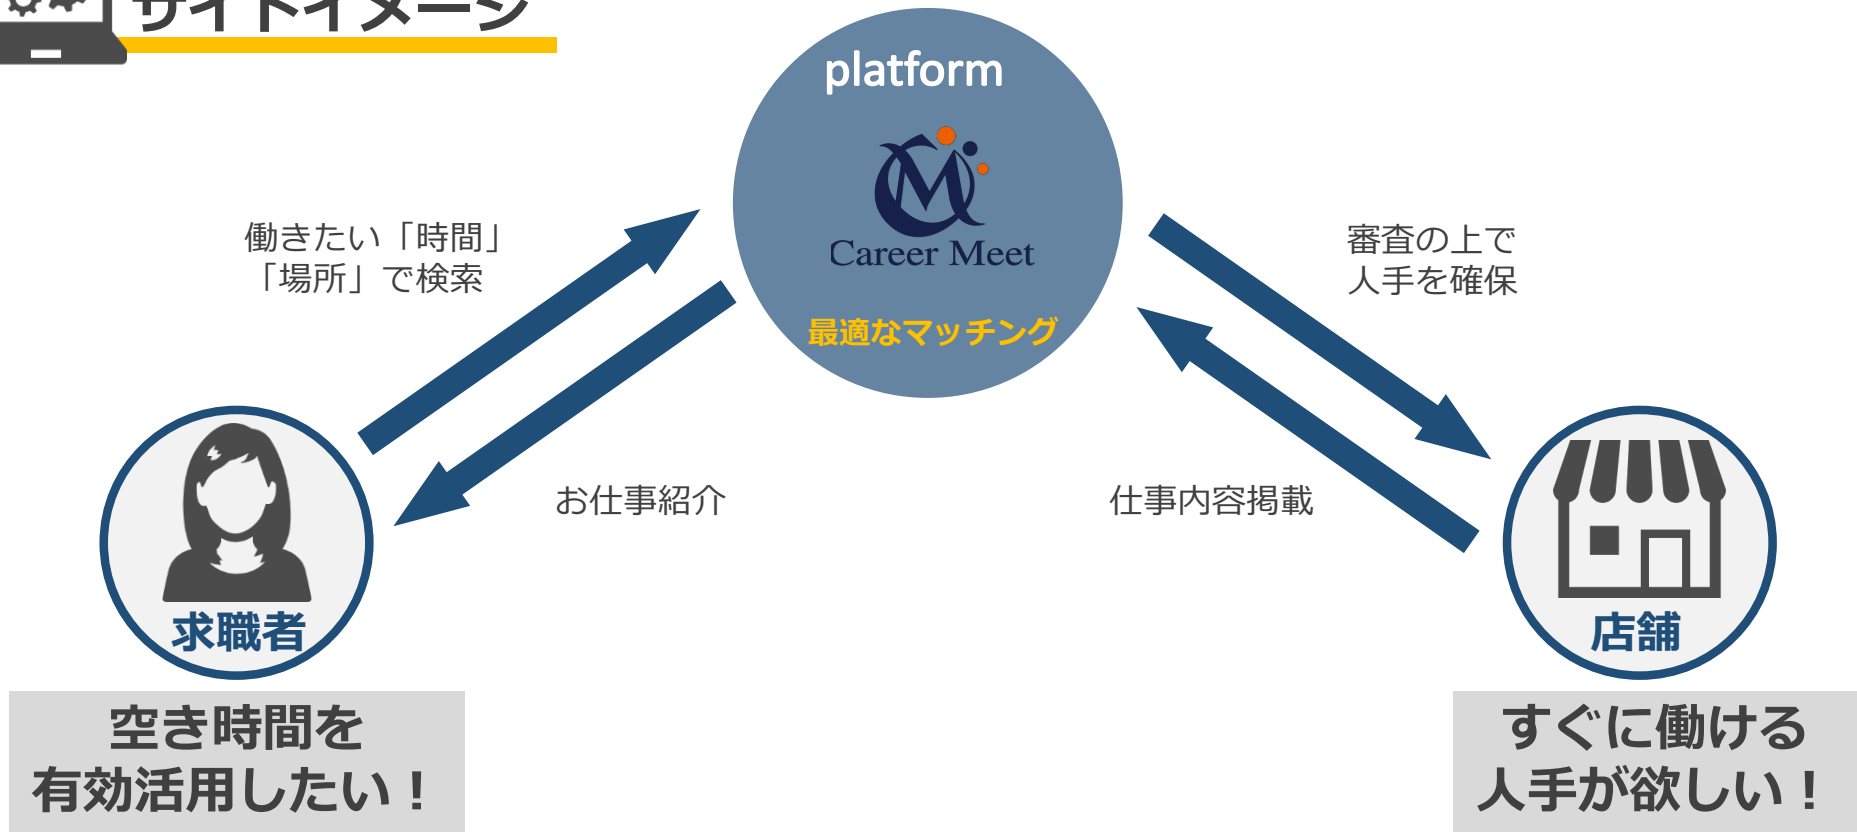 サイトイメージ
platform
Career Meet
最適なマッチング
働きたい「時間」
「場所」で検索
審査の上で
人手を確保
お仕事紹介
仕事内容掲載
求職者
店舗
空き時間を
有効活用したい！
すぐに働ける
人手が欲しい！